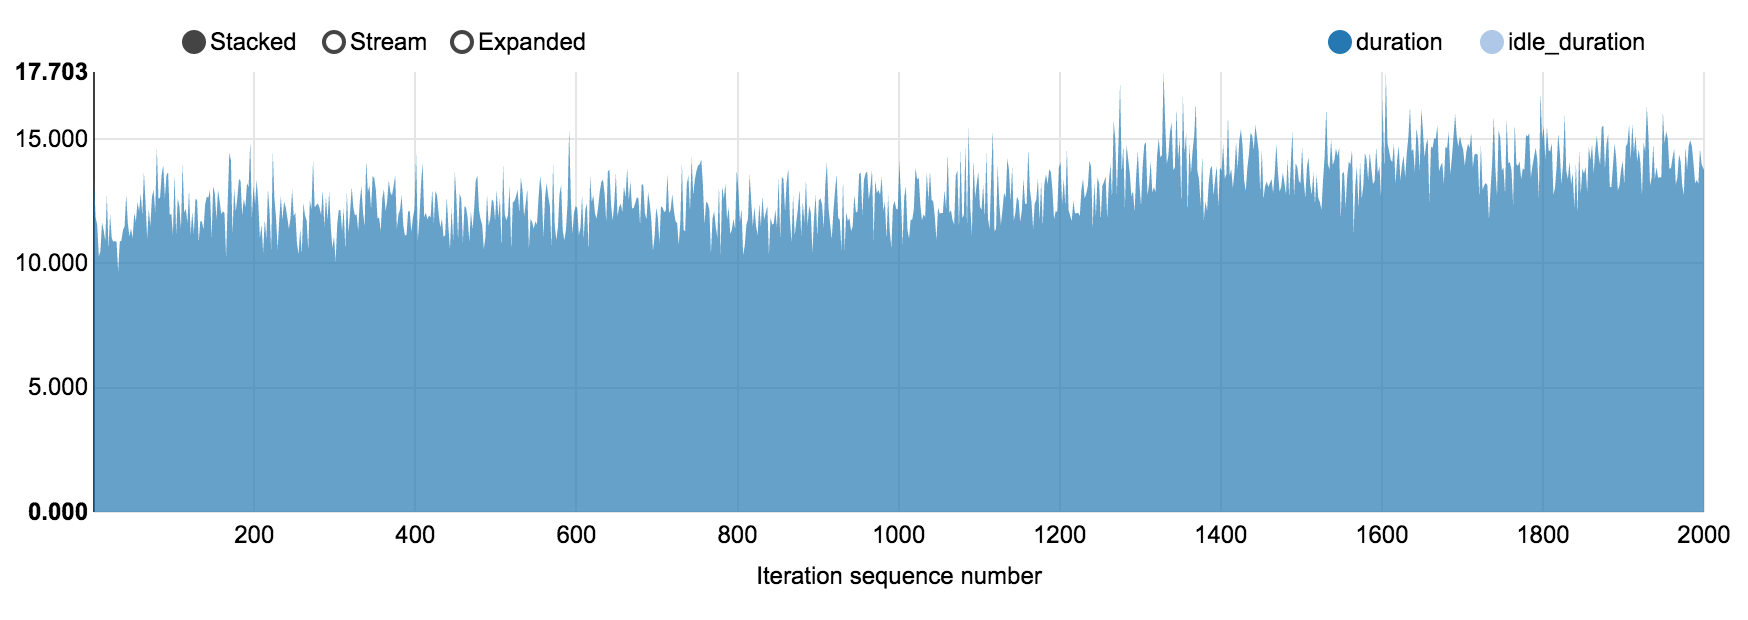 Stacked Stream Expanded duration idle_duration
17.703
15.000
10.000
5.000
0.000
200 400 600 800 1000 1200 1400 1600 1800 2000
Iteration sequence number